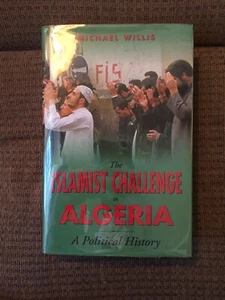 MICHAEL WILLIS
FIS
The
ISLAMIST CHALLENGE
in
ALGERIA
A Political History